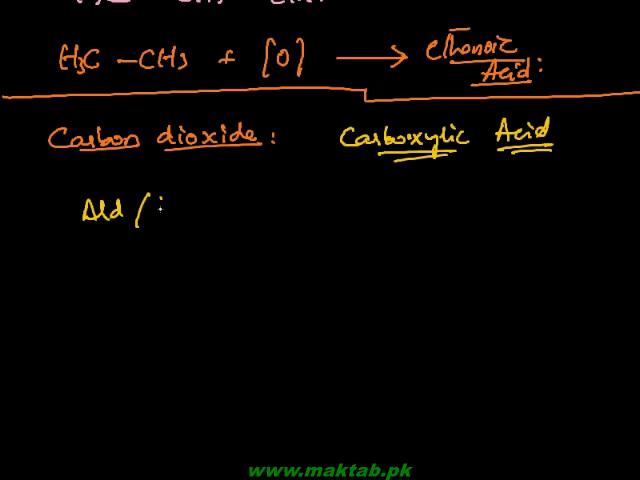 H3C – CH3 + [O] ⟶ ethanoic
Acid:
Carbon dioxide: Carboxylic Acid
Ald /
www.maktab.pk